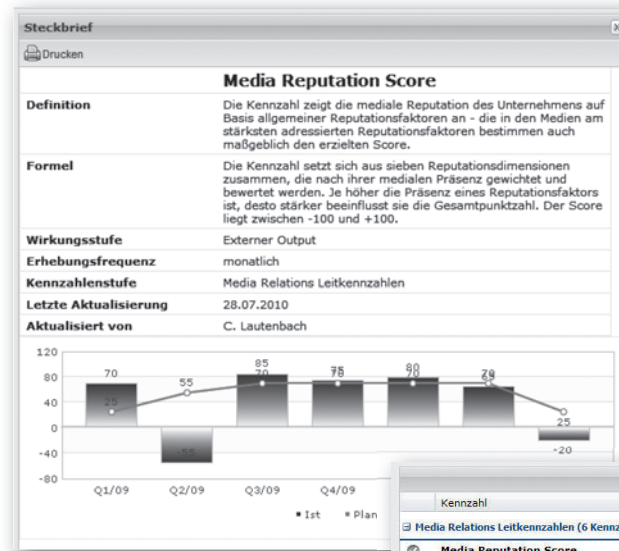 Steckbrief
Drucken
Media Reputation Score
Definition
Die Kennzahl zeigt die mediale Reputation des Unternehmens auf
Basis allgemeiner Reputationsfaktoren an - die in den Medien am
stärksten adressierten Reputationsfaktoren bestimmen auch
maßgeblich den erzielten Score.
Formel
Die Kennzahl setzt sich aus sieben Reputationsdimensionen
zusammen, die nach ihrer medialen Präsenz gewichtet und
bewertet werden. Je höher die Präsenz eines Reputationsfaktors
ist, desto stärker beeinflusst sie die Gesamtpunktzahl. Der Score
liegt zwischen -100 und +100.
Wirkungsstufe Externer Output
Erhebungsfrequenz monatlich
Kennzahlenstufe Media Relations Leitkennzahlen
Letzte Aktualisierung 28.07.2010
Aktualisiert von C. Lautenbach
120
80
40
0
-40
-80
70 55 85 80
25 70 70
-55 25
-20
Q1/09 Q2/09 Q3/09 Q4/09
Ist Plan
Kennzahl
Media Relations Leitkennzahlen (6 Kennz
Media Reputation Score